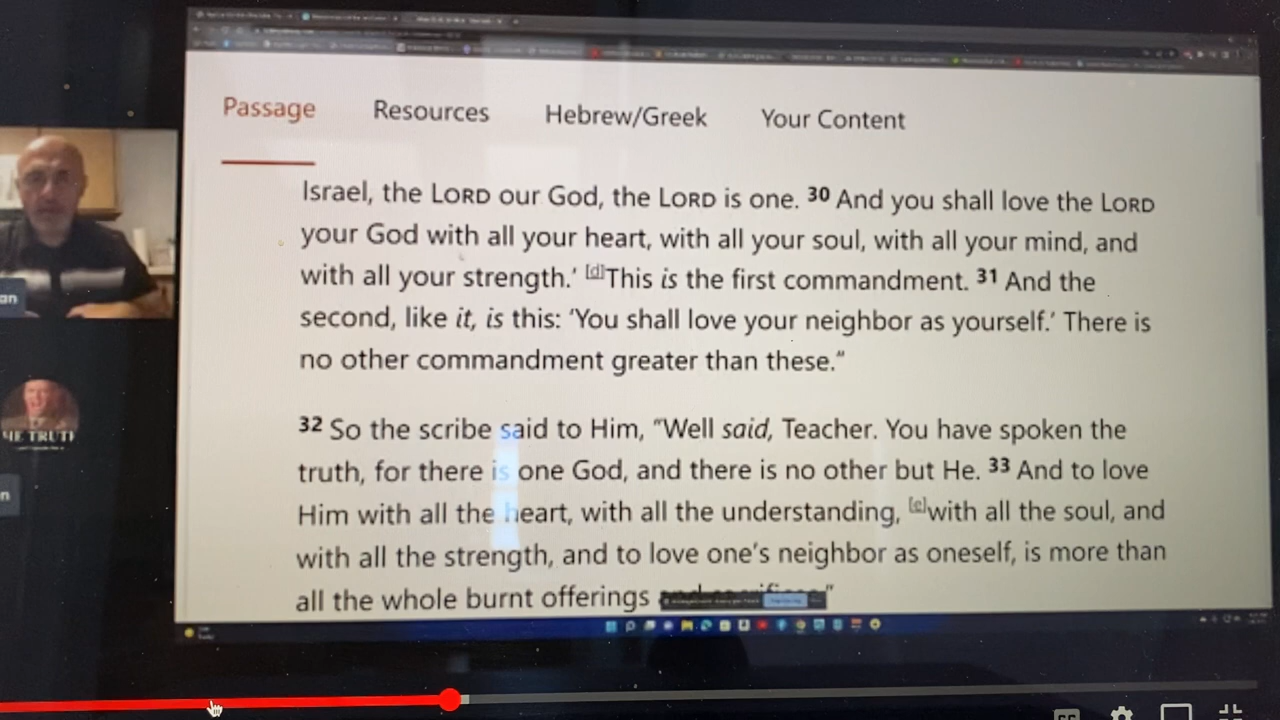 Passage Resources Hebrew/Greek Your Content
Israel, the LORD our God, the LORD is one. 30 And you shall love the LORD
your God with all your heart, with all your soul, with all your mind, and
with all your strength.’ [d]This is the first commandment. 31 And the
second, like it, is this: ‘You shall love your neighbor as yourself.’ There is
no other commandment greater than these.”
32 So the scribe said to Him, “Well said, Teacher. You have spoken the
truth, for there is one God, and there is no other but He. 33 And to love
Him with all the heart, with all the understanding, [e]with all the soul, and
with all the strength, and to love one’s neighbor as oneself, is more than
all the whole burnt offerings
an
TRUTH
n
CC